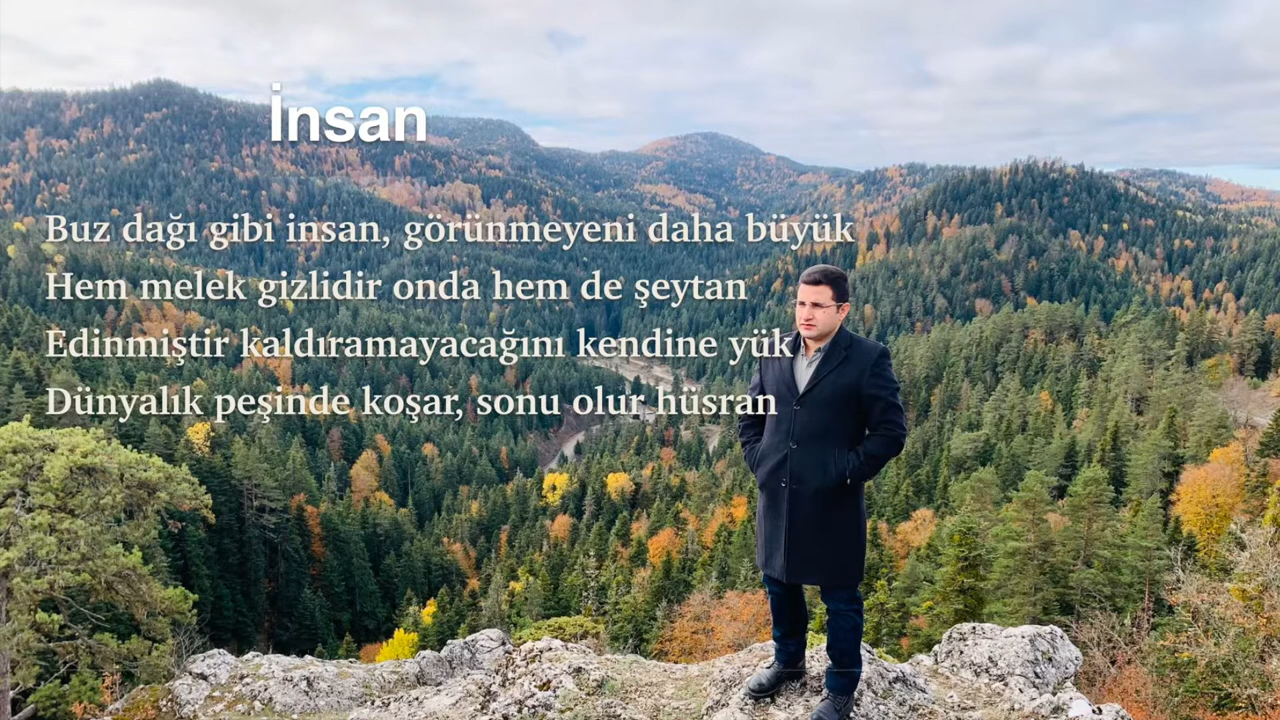 İnsan
Buz dağı gibi insan, görünmeyeni daha büyük
Hem melek gizlidir onda hem de şeytan
Edinmiştir kaldıramayacağını kendine yük
Dünyalık peşinde koşar, sonu olur hüsran